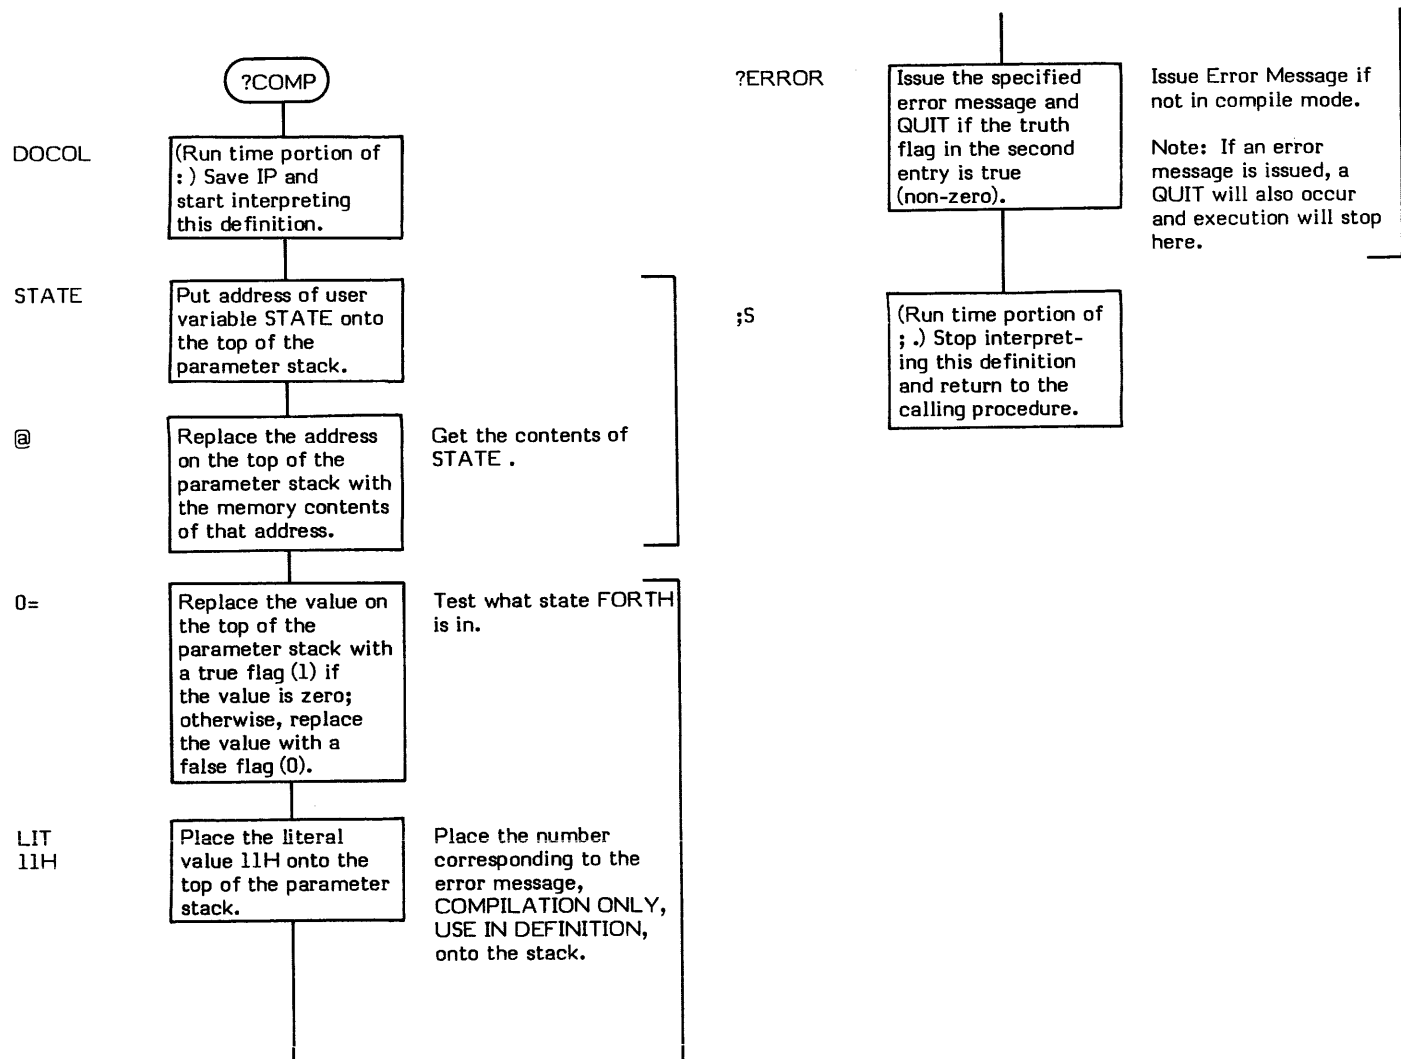 ?COMP
DOCOL
(Run time portion of
: ) Save IP and
start interpreting
this definition.
STATE
Put address of user
variable STATE onto
the top of the
parameter stack.
@
Replace the address
on the top of the
parameter stack with
the memory contents
of that address.
Get the contents of
STATE .
0=
Replace the value on
the top of the
parameter stack with
a true flag (1) if
the value is zero;
otherwise, replace
the value with a
false flag (0).
Test what state FORTH
is in.
LIT
11H
Place the literal
value 11H onto the
top of the parameter
stack.
Place the number
corresponding to the
error message,
COMPILATION ONLY,
USE IN DEFINITION,
onto the stack.
?ERROR
Issue the specified
error message and
QUIT if the truth
flag in the second
entry is true
(non-zero).
Issue Error Message if
not in compile mode.
Note: If an error
message is issued, a
QUIT will also occur
and execution will stop
here.
;S
(Run time portion of
; .) Stop interpret-
ing this definition
and return to the
calling procedure.